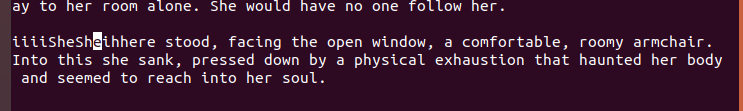 ay to her room alone. She would have no one follow her.
iiiiSheSheihhere stood, facing the open window, a comfortable, roomy armchair.
Into this she sank, pressed down by a physical exhaustion that haunted her body
and seemed to reach into her soul.